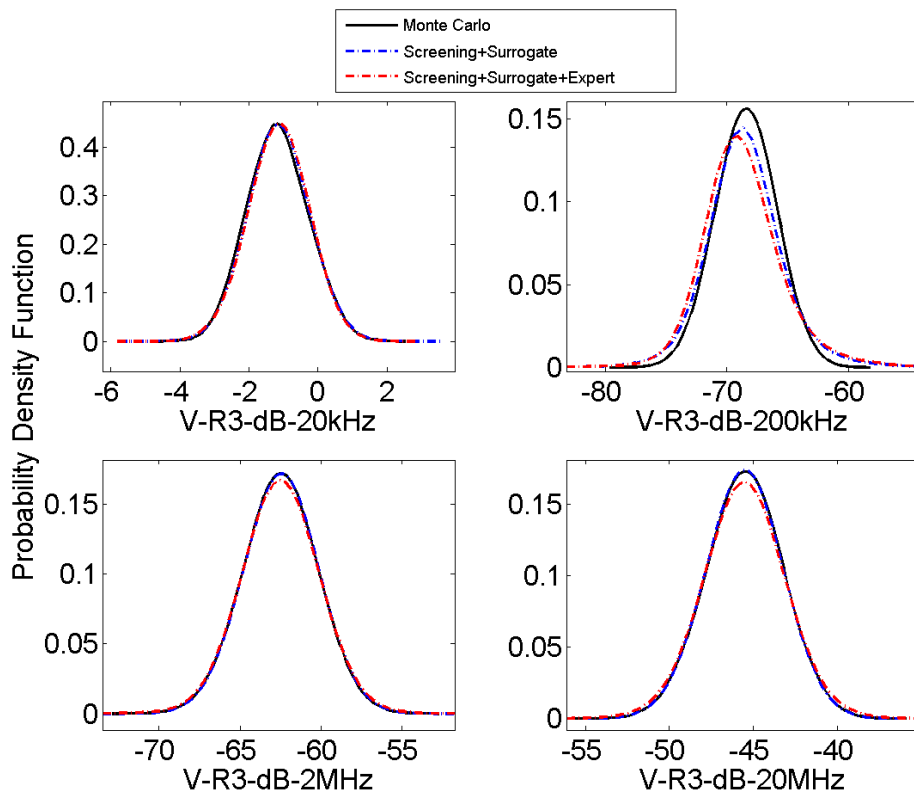 Monte Carlo
Screening+Surrogate
Screening+Surrogate+Expert
Probability Density Function
0.4
0.3
0.2
0.1
0
-6 -4 -2 0 2
V-R3-dB-20kHz
0.15
0.1
0.05
0
-80 -70 -60
V-R3-dB-200kHz
0.15
0.1
0.05
0
-70 -65 -60 -55
V-R3-dB-2MHz
0.15
0.1
0.05
0
-55 -50 -45 -40
V-R3-dB-20MHz